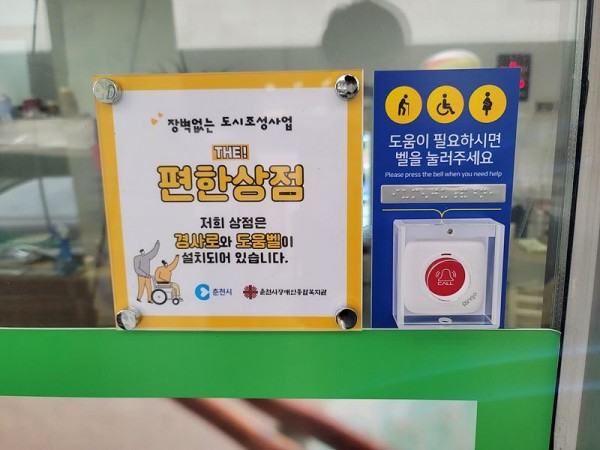 장벽없는 도시조성사업
THE!
편한상점
저희 상점은
경사로와 도움벨이
설치되어 있습니다.
춘천시
춘천시장애인종합복지관
도움이 필요하시면
벨을 눌러주세요
Please press the bell when you need help
CALL